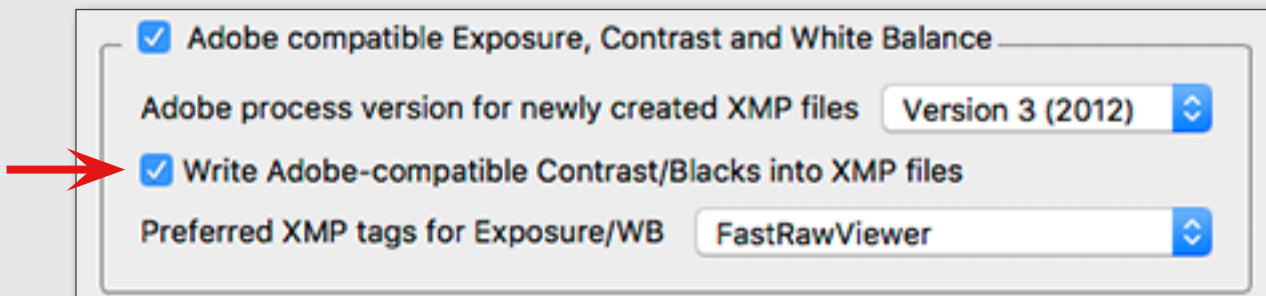 Adobe compatible Exposure, Contrast and White Balance
Adobe process version for newly created XMP files Version 3 (2012)
Write Adobe-compatible Contrast/Blacks into XMP files
Preferred XMP tags for Exposure/WB FastRawViewer